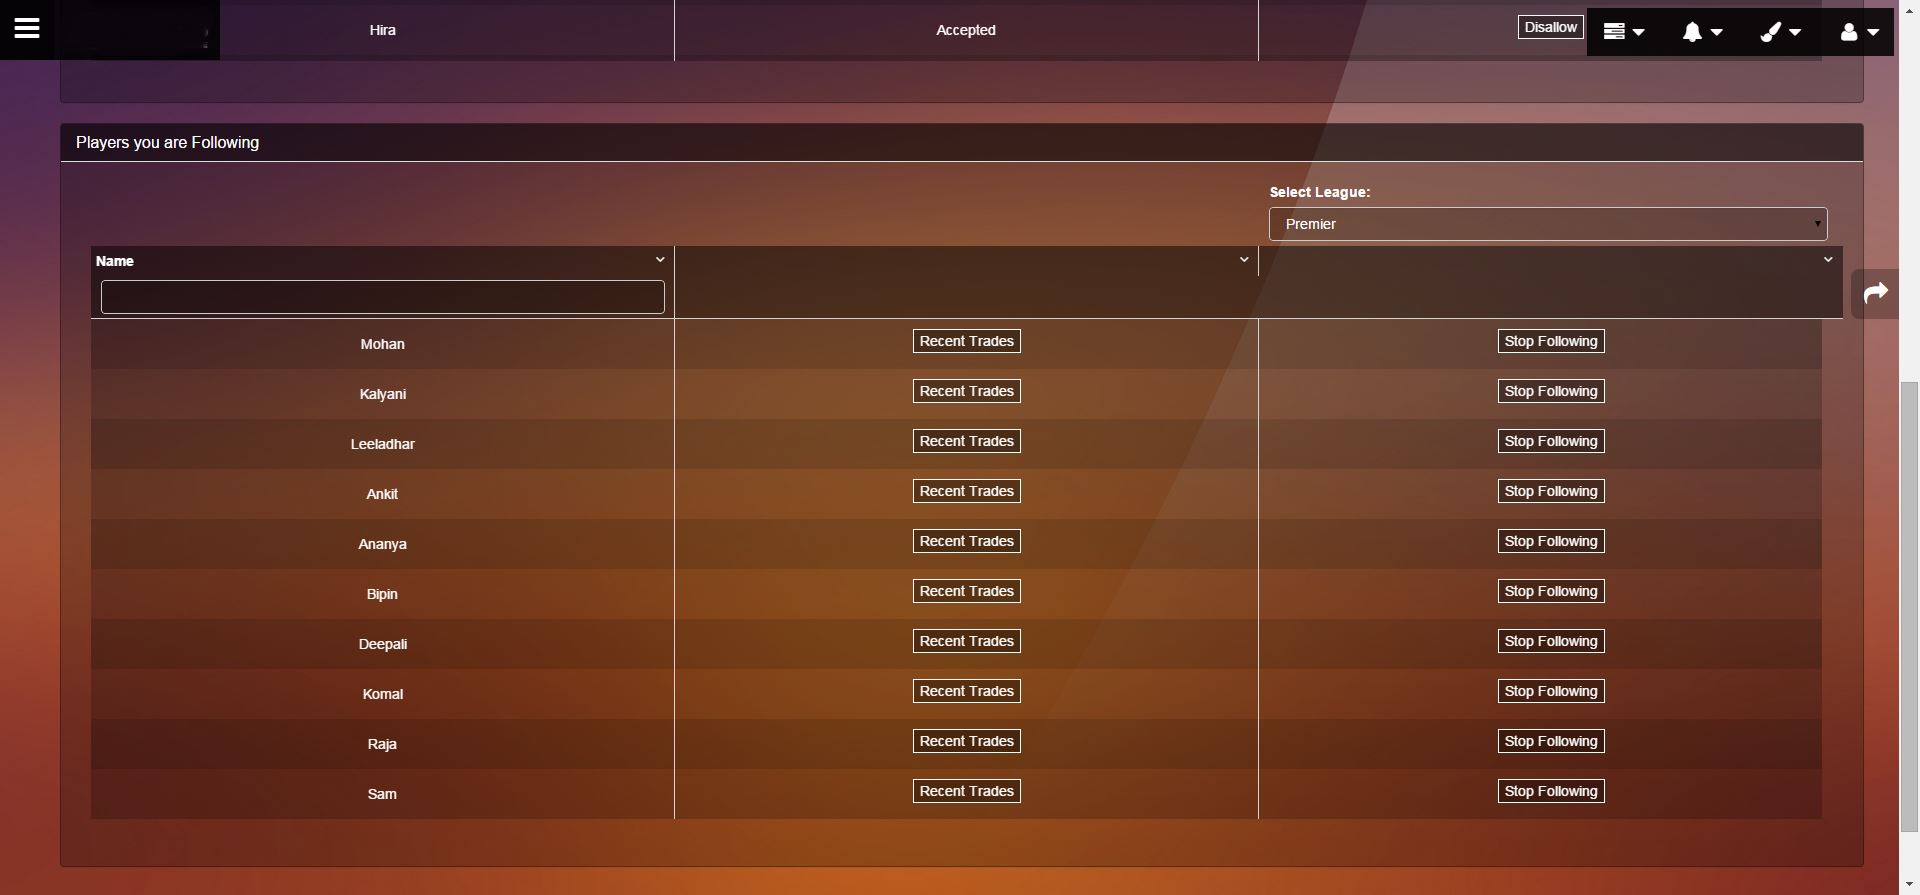 Hira Accepted Disallow
Players you are Following
Select League:
Premier
Name
Mohan Recent Trades Stop Following
Kalyani Recent Trades Stop Following
Leeladhar Recent Trades Stop Following
Ankit Recent Trades Stop Following
Ananya Recent Trades Stop Following
Bipin Recent Trades Stop Following
Deepali Recent Trades Stop Following
Komal Recent Trades Stop Following
Raja Recent Trades Stop Following
Sam Recent Trades Stop Following